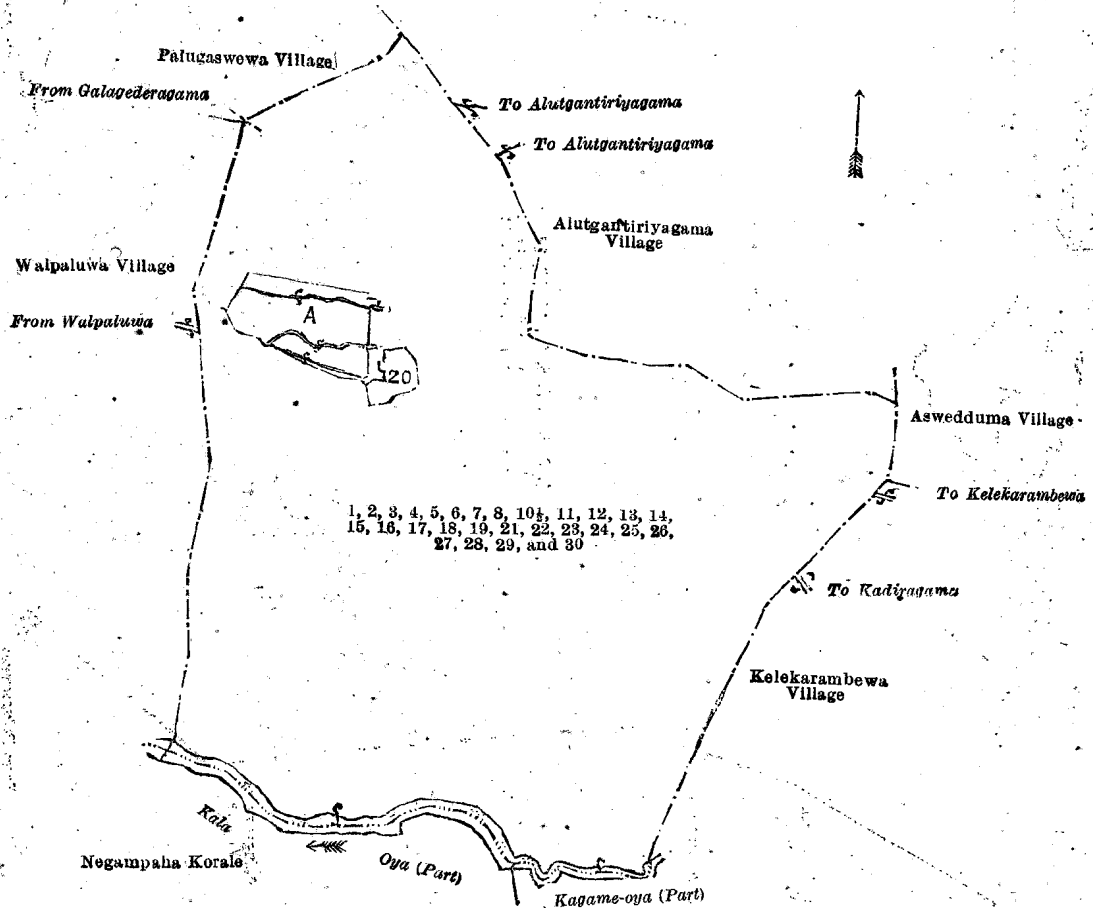 Palugaswewa Village
From Galagederagama
To Alutgantiriyagama
To Alutgantiriyagama
Alutgantiriyagama
Village
Walpaluwa Village
From Walpaluwa
A
20
Aswedduma Village
To Kelekarambewa
1, 2, 3, 4, 5, 6, 7, 8, 10½, 11, 12, 13, 14,
15, 16, 17, 18, 19, 21, 22, 23, 24, 25, 26,
27, 28, 29, and 30
To Kadiragama
Kelekarambewa
Village
Kala
Oya (Part)
Negampaha Korale
Kagame-oya (Part)